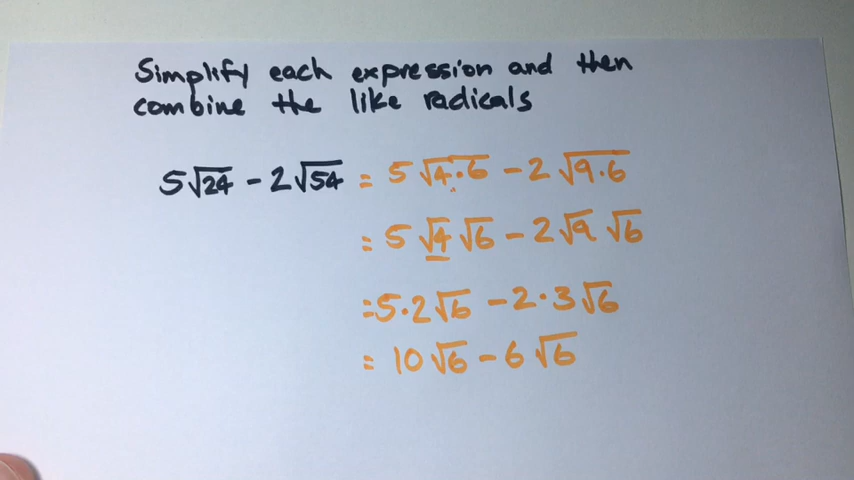 Simplify each expression and then
combine the like radicals
5√24 - 2√54 = 5√4·6 - 2√9·6
= 5√4 √6 - 2√9 √6
= 5·2√6 - 2·3√6
= 10√6 - 6√6